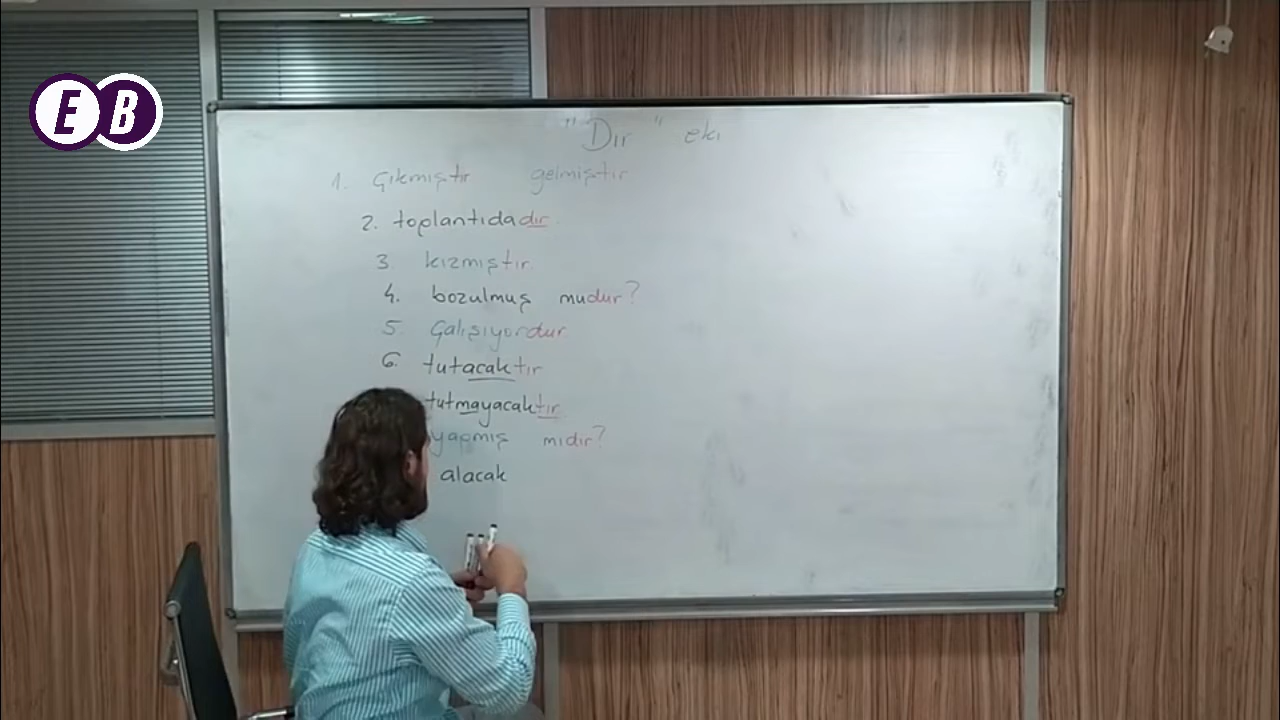 EB
"Dır" eki
1. Çıkmıştır gelmiştir
2. toplantıdadır.
3. kızmıştır.
4. bozulmuş mudur?
5. Çalışıyordur.
6. tutacaktır
tutmayacaktır.
yapmış mıdır?
alacak